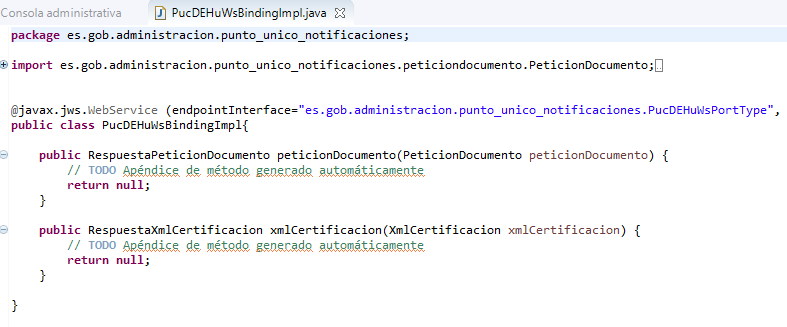 Consola administrativa
PucDEHuWsBindingImpl.java
package es.gob.administracion.punto_unico_notificaciones;
import es.gob.administracion.punto_unico_notificaciones.peticiondocumento.PeticionDocumento;
@javax.jws.WebService (endpointInterface="es.gob.administracion.punto_unico_notificaciones.PucDEHuWsPortType",
public class PucDEHuWsBindingImpl{
public RespuestaPeticionDocumento peticionDocumento(PeticionDocumento peticionDocumento) {
// TODO Apéndice de método generado automáticamente
return null;
}
public RespuestaXmlCertificacion xmlCertificacion(XmlCertificacion xmlCertificacion) {
// TODO Apéndice de método generado automáticamente
return null;
}
}